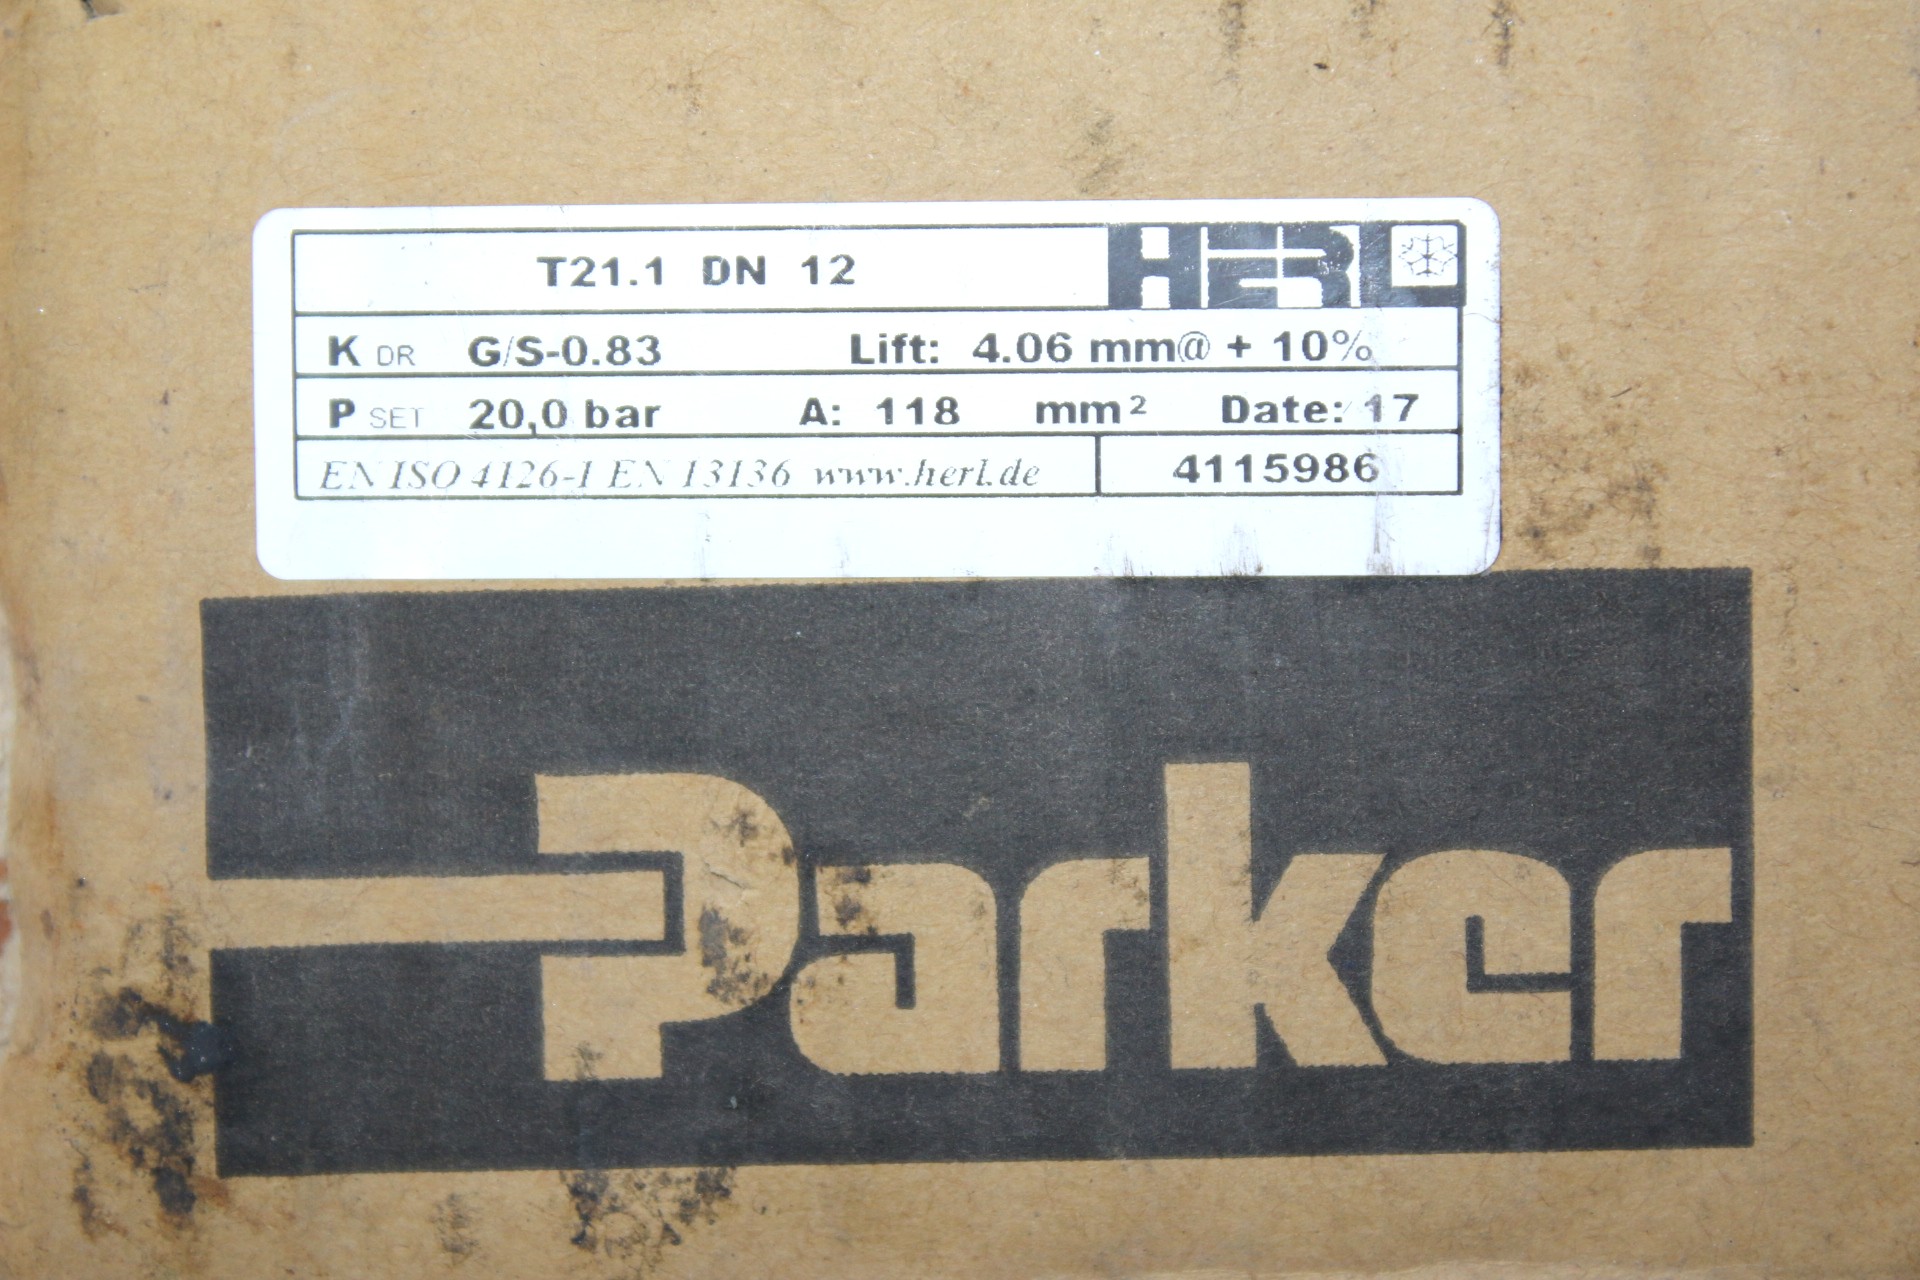 T21.1 DN 12 HERL
K DR G/S-0.83 Lift: 4.06 mm@ + 10%
P SET 20,0 bar A: 118 mm² Date: 17
EN ISO 4126-1 EN 13136 www.herl.de 4115986
Parker